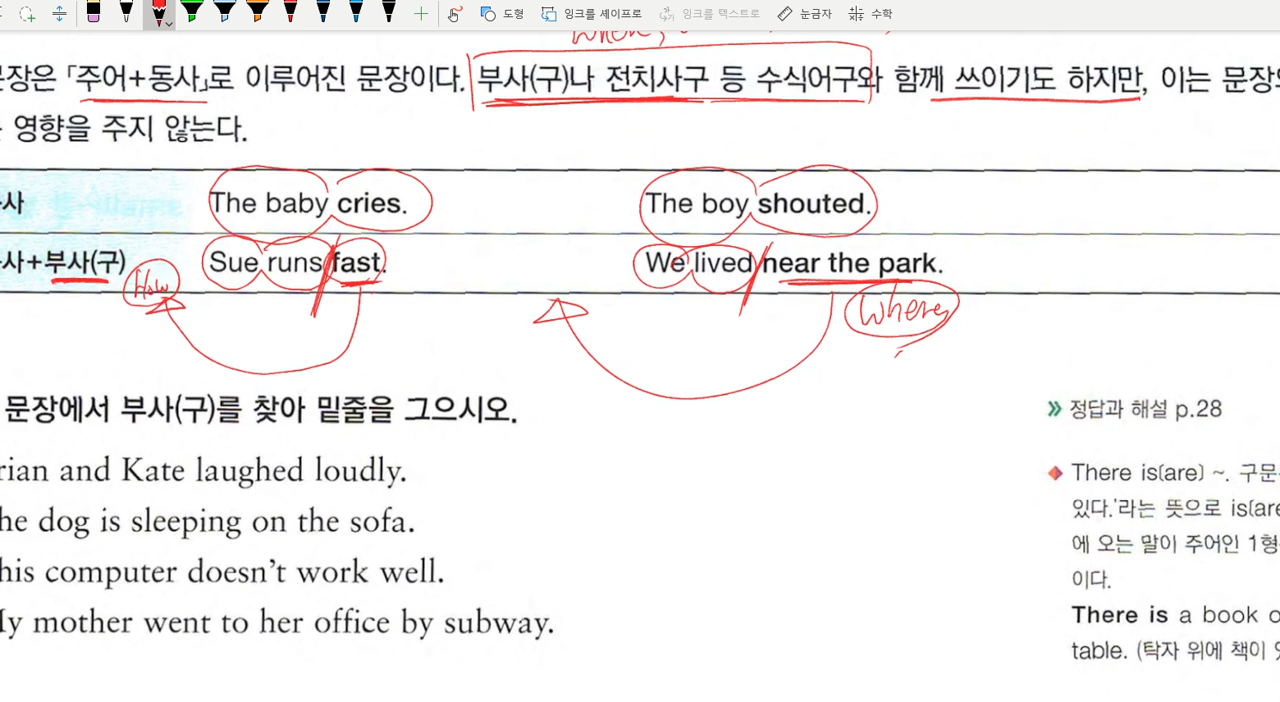 도형 잉크를 셰이프로 잉크를 텍스트로 눈금자 수학
문장은 「주어+동사」로 이루어진 문장이다. 부사(구)나 전치사구 등 수식어구와 함께 쓰이기도 하지만, 이는 문장의
영향을 주지 않는다.
사 The baby cries. The boy shouted.
사+부사(구) Sue runs fast. We lived near the park.
How where
문장에서 부사(구)를 찾아 밑줄을 그으시오.
» 정답과 해설 p.28
rian and Kate laughed loudly.
he dog is sleeping on the sofa.
his computer doesn't work well.
My mother went to her office by subway.
There is(are) ~. 구문
있다.'라는 뜻으로 is(are
에 오는 말이 주어인 1형
이다.
There is a book o
table. (탁자 위에 책이 있